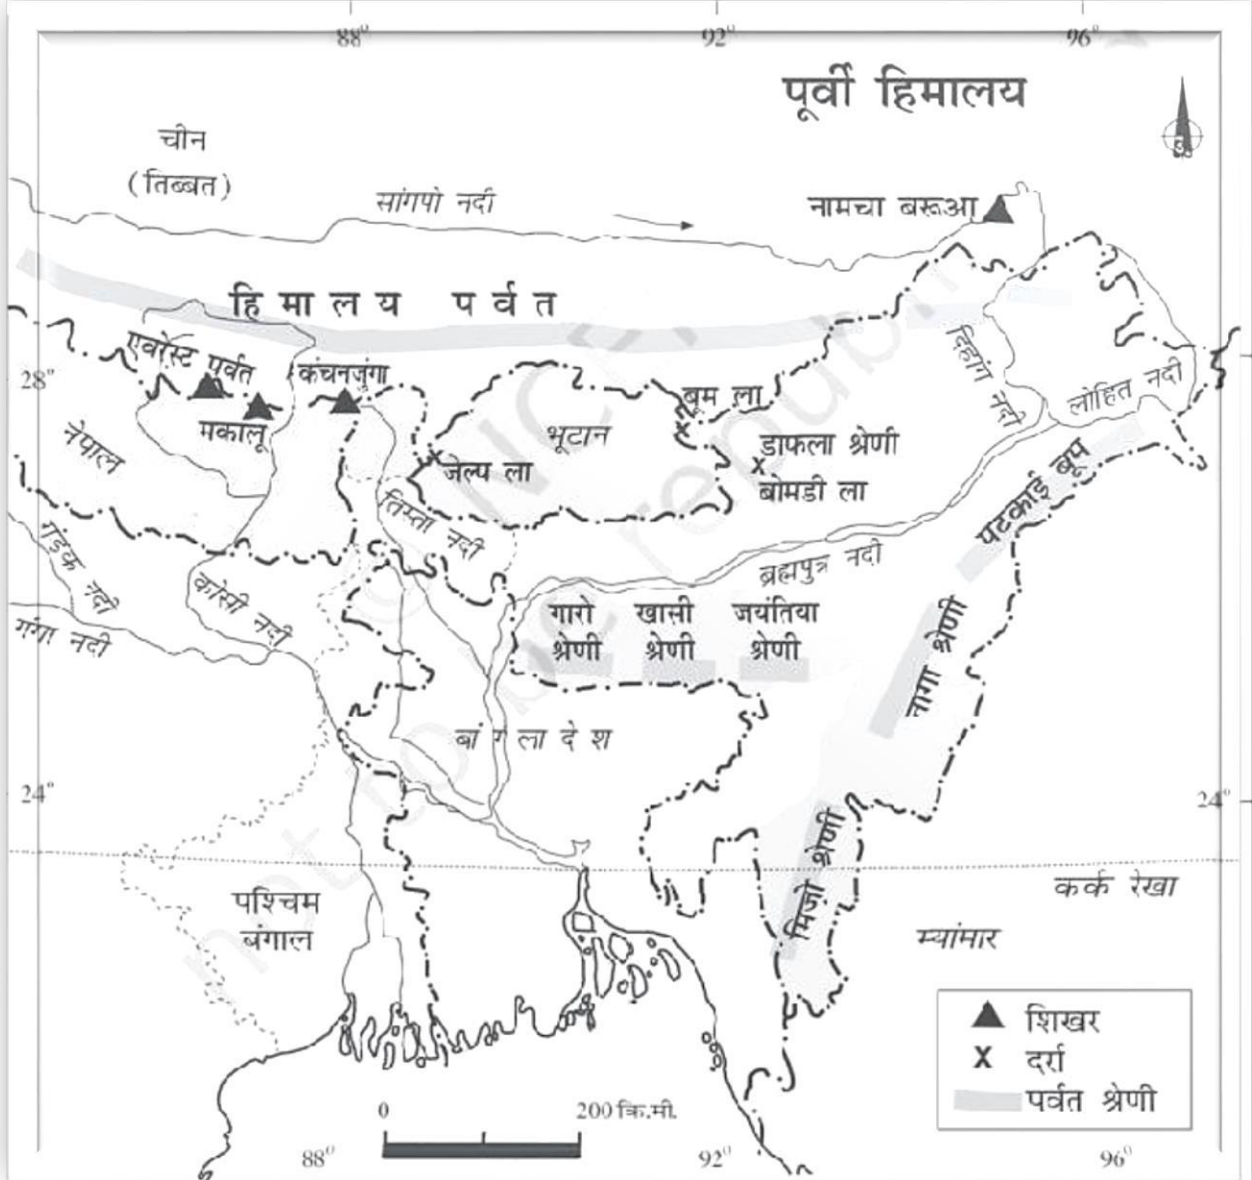 88° 92° 96°
पूर्वी हिमालय
चीन
(तिब्बत)
सांगपो नदी
नामचा बरूआ
हिमालय पर्वत
एवरेस्ट पर्वत
कंचनजुंगा
28°
मकालू
नेपाल
बूम ला
भूटान
जेल्प ला
डाफला श्रेणी
बोमडी ला
दिहांग नदी
लोहित नदी
पटकाई बूम
तिस्ता नदी
गंडक नदी
कोसी नदी
गंगा नदी
ब्रह्मपुत्र नदी
गारो
श्रेणी
खासी
श्रेणी
जयंतिया
श्रेणी
नागा श्रेणी
बांगलादेश
24° 24°
मिज़ो श्रेणी
कर्क रेखा
पश्चिम
बंगाल
म्यांमार
शिखर
X दर्रा
पर्वत श्रेणी
0 200 कि.मी.
88° 92° 96°